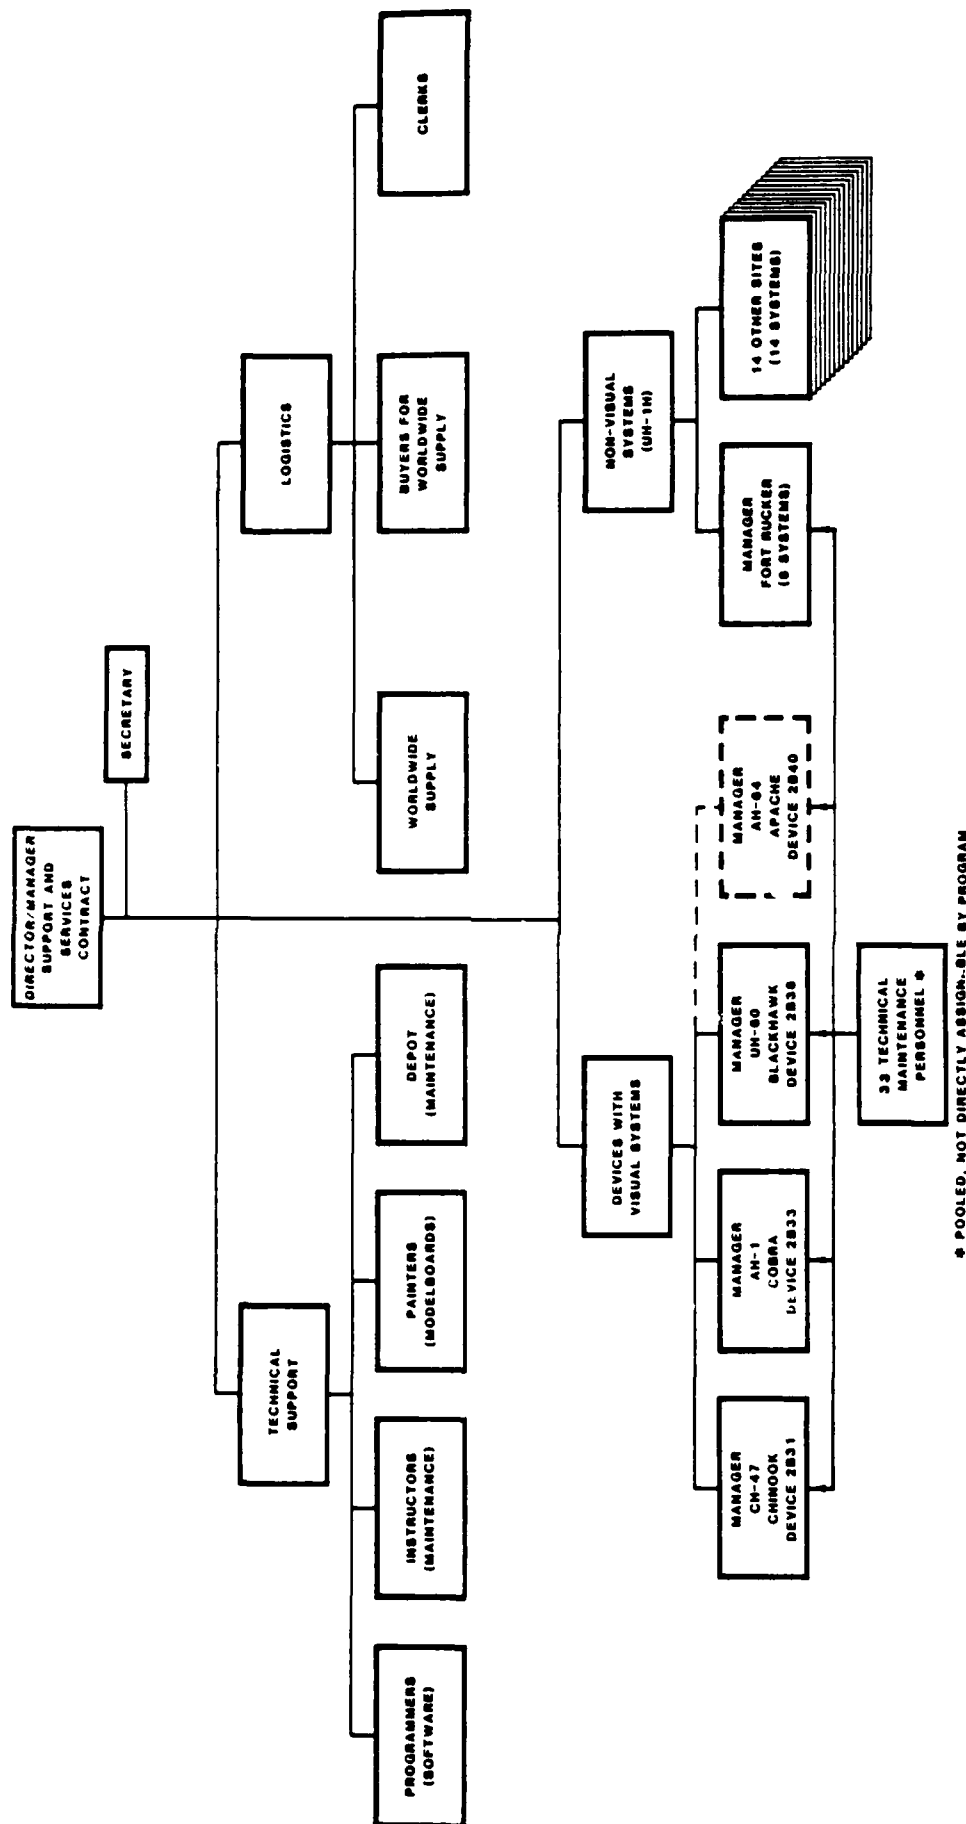 DIRECTOR/MANAGER
SUPPORT AND
SERVICES
CONTRACT
SECRETARY
TECHNICAL
SUPPORT
LOGISTICS
PROGRAMMERS
(SOFTWARE)
INSTRUCTORS
(MAINTENANCE)
PAINTERS
(MODELBOARDS)
DEPOT
(MAINTENANCE)
WORLDWIDE
SUPPLY
BUYERS FOR
WORLDWIDE
SUPPLY
CLERKS
DEVICES WITH
VISUAL SYSTEMS
NON-VISUAL
SYSTEMS
(UH-1H)
MANAGER
CH-47
CHINOOK
DEVICE 2B31
MANAGER
AH-1
COBRA
DEVICE 2B33
MANAGER
UH-60
BLACKHAWK
DEVICE 2B38
MANAGER
AH-64
APACHE
DEVICE 2B40
MANAGER
FORT RUCKER
SYSTEMS)
14 OTHER SITES
(14 SYSTEMS)
33 TECHNICAL
MAINTENANCE
PERSONNEL *
* POOLED, NOT DIRECTLY ASSIGNABLE BY PROGRAM